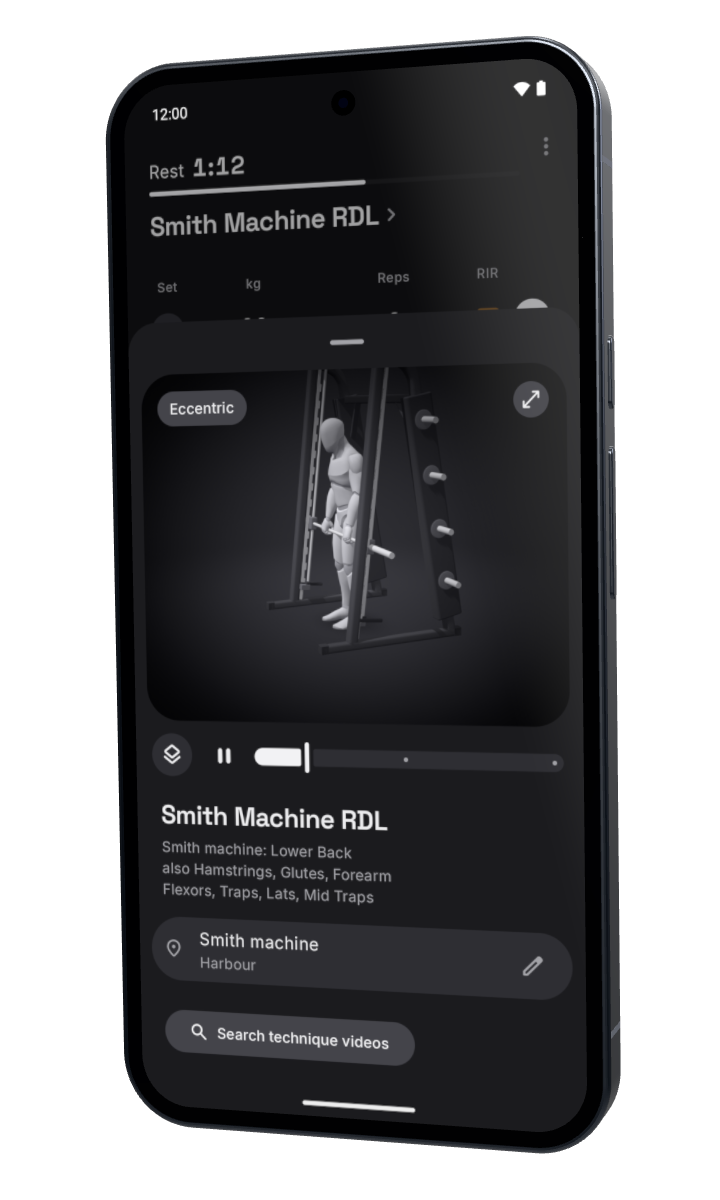 12:00
Rest 1:12
Smith Machine RDL
Set kg Reps RIR
Eccentric
Smith Machine RDL
Smith machine: Lower Back
also Hamstrings, Glutes, Forearm
Flexors, Traps, Lats, Mid Traps
Smith machine
Harbour
Search technique videos